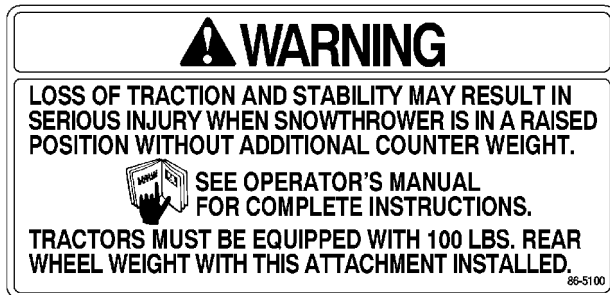 WARNING
LOSS OF TRACTION AND STABILITY MAY RESULT IN
SERIOUS INJURY WHEN SNOWTHROWER IS IN A RAISED
POSITION WITHOUT ADDITIONAL COUNTER WEIGHT.
SEE OPERATOR'S MANUAL
FOR COMPLETE INSTRUCTIONS.
TRACTORS MUST BE EQUIPPED WITH 100 LBS. REAR
WHEEL WEIGHT WITH THIS ATTACHMENT INSTALLED.
86-5100